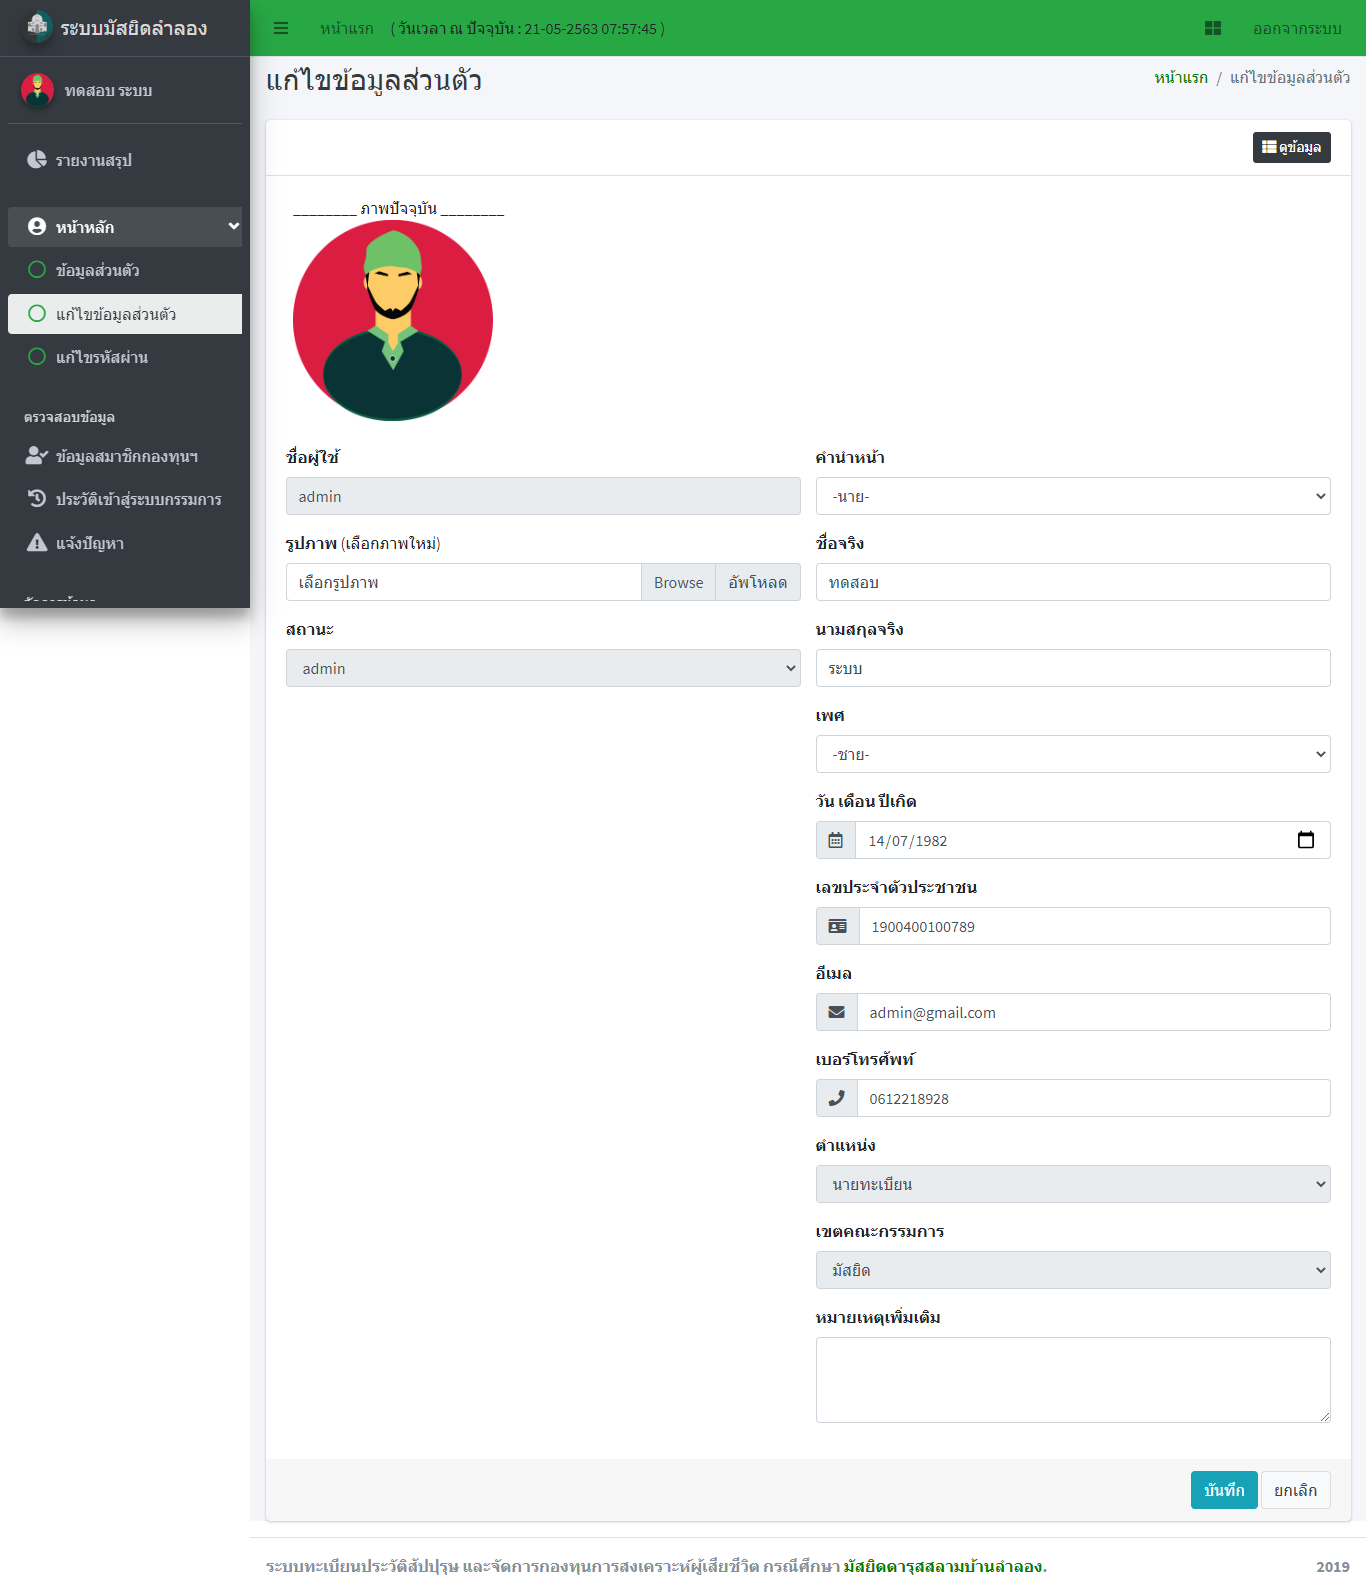 ระบบมัสยิดลำลอง
หน้าแรก ( วันเวลา ณ ปัจจุบัน : 21-05-2563 07:57:45 )
ออกจากระบบ
ทดสอบ ระบบ
รายงานสรุป
หน้าหลัก
ข้อมูลส่วนตัว
แก้ไขข้อมูลส่วนตัว
แก้ไขรหัสผ่าน
ตรวจสอบข้อมูล
ข้อมูลสมาชิกกองทุนฯ
ประวัติเข้าสู่ระบบกรรมการ
แจ้งปัญหา
แก้ไขข้อมูลส่วนตัว
หน้าแรก / แก้ไขข้อมูลส่วนตัว
ดูข้อมูล
________ ภาพปัจจุบัน ________
ชื่อผู้ใช้
admin
รูปภาพ (เลือกภาพใหม่)
เลือกรูปภาพ Browse อัพโหลด
สถานะ
admin
คำนำหน้า
-นาย-
ชื่อจริง
ทดสอบ
นามสกุลจริง
ระบบ
เพศ
-ชาย-
วัน เดือน ปีเกิด
14/07/1982
เลขประจำตัวประชาชน
1900400100789
อีเมล
admin@gmail.com
เบอร์โทรศัพท์
0612218928
ตำแหน่ง
นายทะเบียน
เขตคณะกรรมการ
มัสยิด
หมายเหตุเพิ่มเติม
บันทึก ยกเลิก
ระบบทะเบียนประวัติสัปปุรุษ และจัดการกองทุนการสงเคราะห์ผู้เสียชีวิต กรณีศึกษา มัสยิดดารุสสลามบ้านลำลอง.
2019